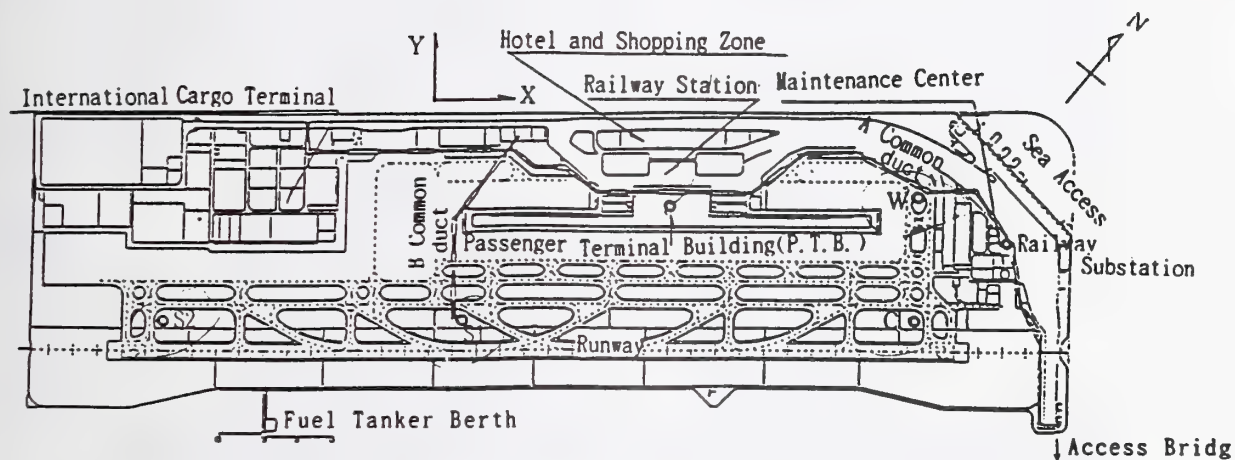 N
Y
Hotel and Shopping Zone
Railway Station
Maintenance Center
International Cargo Terminal
X
A Common
duct
Sea Access
B Common
duct
W
Passenger Terminal Building(P.T.B.)
Railway
Substation
S2
S1
C
Runway
F
Fuel Tanker Berth
Access Bridg